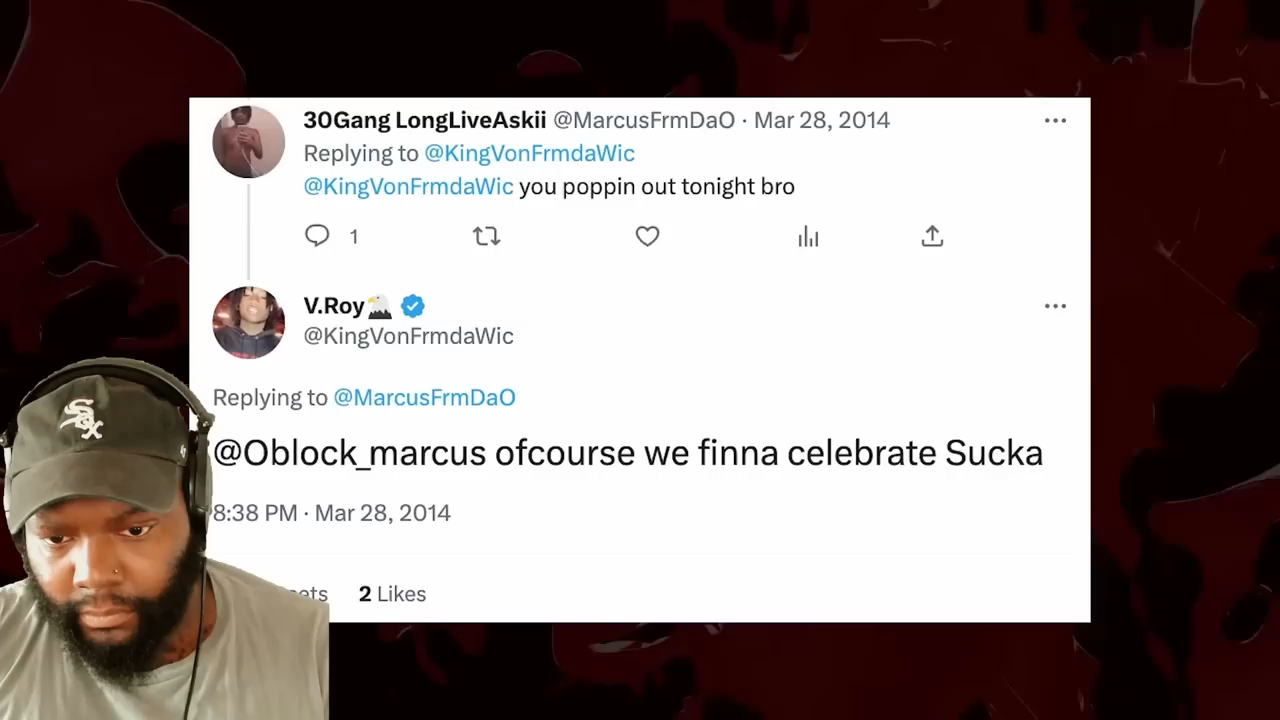 30Gang LongLiveAskii @MarcusFrmDaO · Mar 28, 2014
Replying to @KingVonFrmdaWic
@KingVonFrmdaWic you poppin out tonight bro
1
V.Roy🦅
@KingVonFrmdaWic
Replying to @MarcusFrmDaO
@Oblock_marcus ofcourse we finna celebrate Sucka
8:38 PM · Mar 28, 2014
2 Likes
Sox